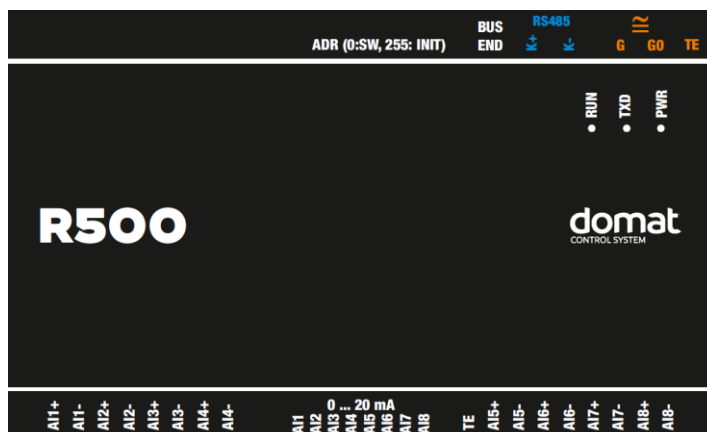 BUS RS485 ≅
ADR (0:SW, 255: INIT) END K+ K- G G0 TE
RUN TXD PWR
R500
domat
CONTROL SYSTEM
0 ... 20 mA
AI1+ AI1- AI2+ AI2- AI3+ AI3- AI4+ AI4- AI1 AI2 AI3 AI4 AI5 AI6 AI7 AI8 TE AI5+ AI5- AI6+ AI6- AI7+ AI7- AI8+ AI8-